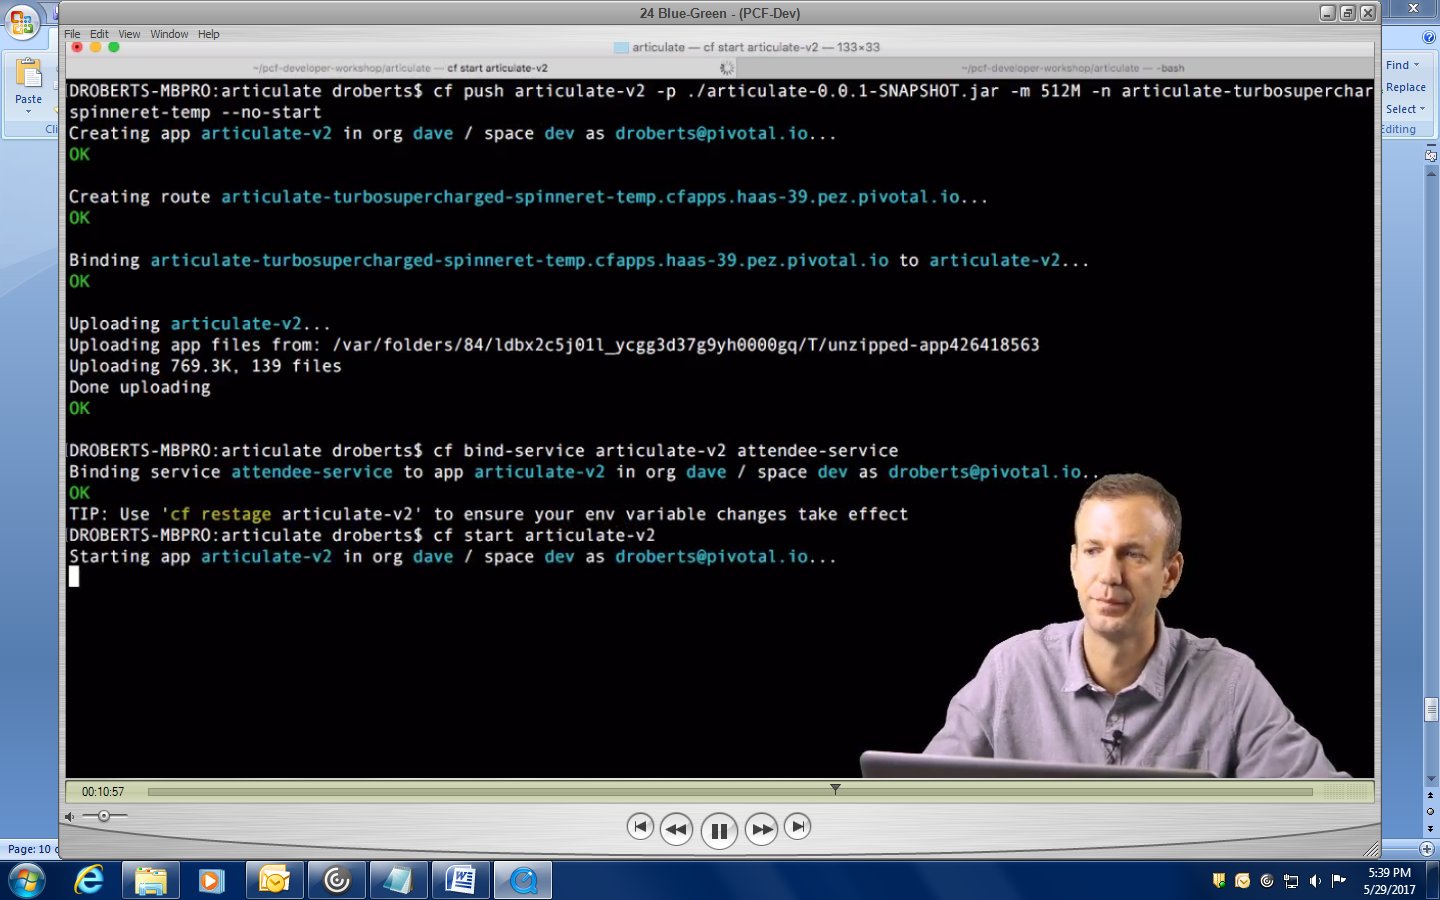 24 Blue-Green - (PCF-Dev)
File Edit View Window Help
articulate — cf start articulate-v2 — 133×33
~/pcf-developer-workshop/articulate — cf start articulate-v2
~/pcf-developer-workshop/articulate — -bash
DROBERTS-MBPRO:articulate droberts$ cf push articulate-v2 -p ./articulate-0.0.1-SNAPSHOT.jar -m 512M -n articulate-turbosuperchar
spinneret-temp --no-start
Creating app articulate-v2 in org dave / space dev as droberts@pivotal.io...
OK
Creating route articulate-turbosupercharged-spinneret-temp.cfapps.haas-39.pez.pivotal.io...
OK
Binding articulate-turbosupercharged-spinneret-temp.cfapps.haas-39.pez.pivotal.io to articulate-v2...
OK
Uploading articulate-v2...
Uploading app files from: /var/folders/84/ldbx2c5j01l_ycgg3d37g9yh0000gq/T/unzipped-app426418563
Uploading 769.3K, 139 files
Done uploading
OK
DROBERTS-MBPRO:articulate droberts$ cf bind-service articulate-v2 attendee-service
Binding service attendee-service to app articulate-v2 in org dave / space dev as droberts@pivotal.io..
OK
TIP: Use 'cf restage articulate-v2' to ensure your env variable changes take effect
DROBERTS-MBPRO:articulate droberts$ cf start articulate-v2
Starting app articulate-v2 in org dave / space dev as droberts@pivotal.io...
Paste
Find
Replace
Select
Editing
00:10:57
Page: 10
5:39 PM
5/29/2017